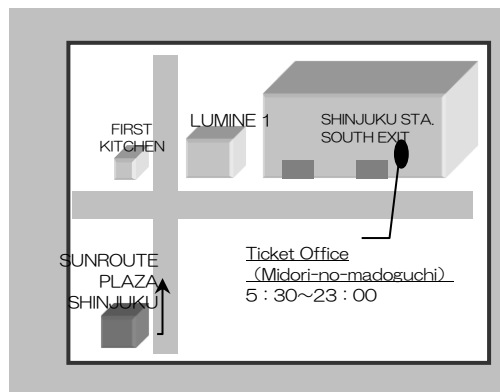 FIRST
KITCHEN
LUMINE 1
SHINJUKU STA.
SOUTH EXIT
SUNROUTE
PLAZA
SHINJUKU
Ticket Office
（Midori-no-madoguchi）
5：30～23：00